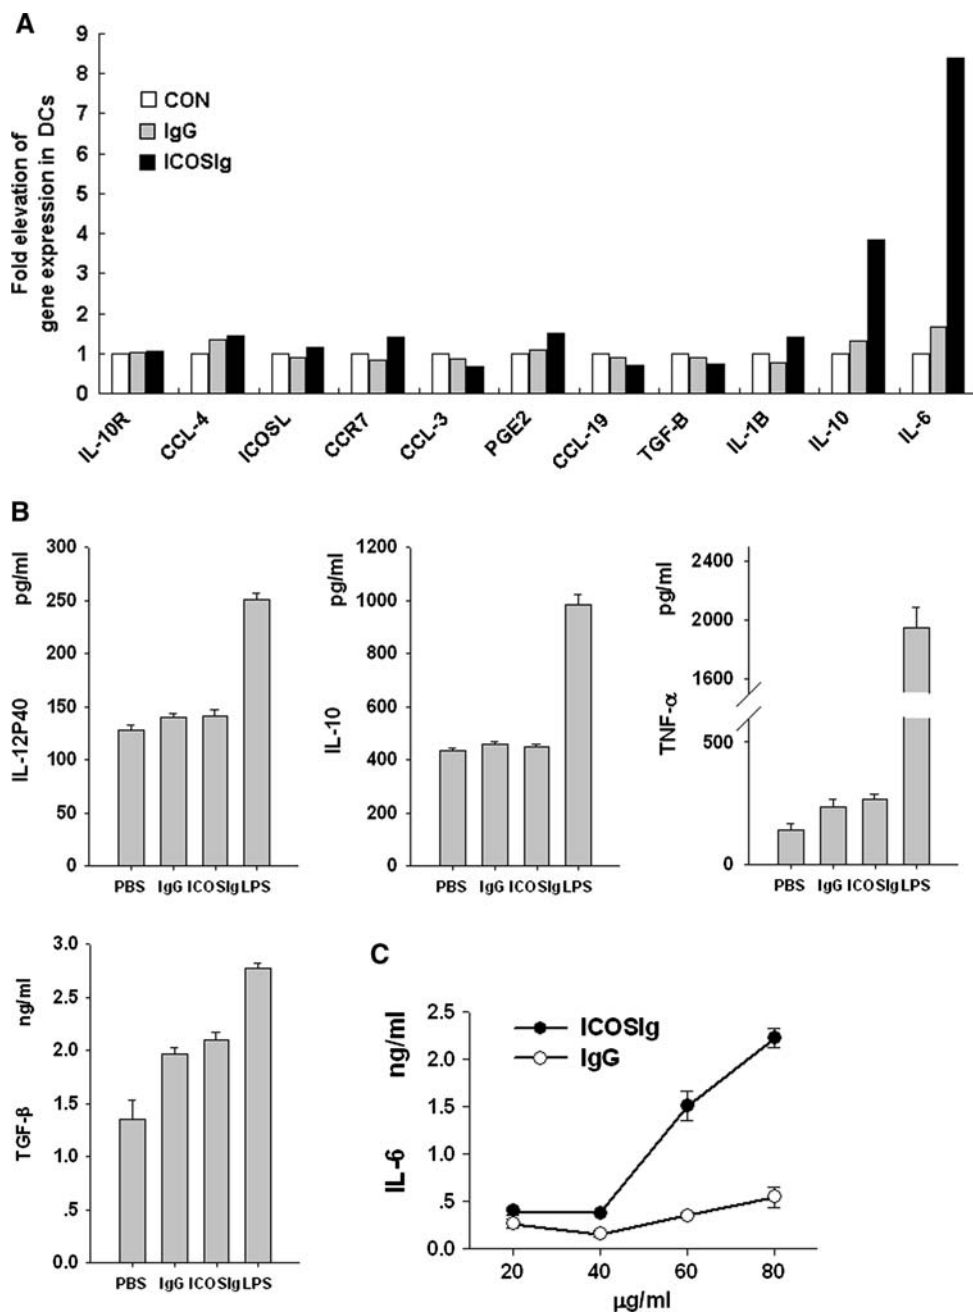 A
Fold elevation of
gene expression in DCs
9
8
7
6
5
4
3
2
1
0
CON
IgG
ICOSIg
IL-10R
CCL-4
ICOSL
CCR7
CCL-3
PGE2
CCL-19
TGF-B
IL-1B
IL-10
IL-6
B
IL-12P40 pg/ml
300
250
200
150
100
50
0
PBS IgG ICOSIg LPS
IL-10 pg/ml
1200
1000
800
600
400
200
0
PBS IgG ICOSIg LPS
TNF-α pg/ml
2400
2000
1600
500
0
PBS IgG ICOSIg LPS
TGF-β ng/ml
3.0
2.5
2.0
1.5
1.0
.5
0.0
PBS IgG ICOSIg LPS
C
IL-6 ng/ml
2.5
2.0
1.5
1.0
.5
0.0
ICOSIg
IgG
20 40 60 80
μg/ml